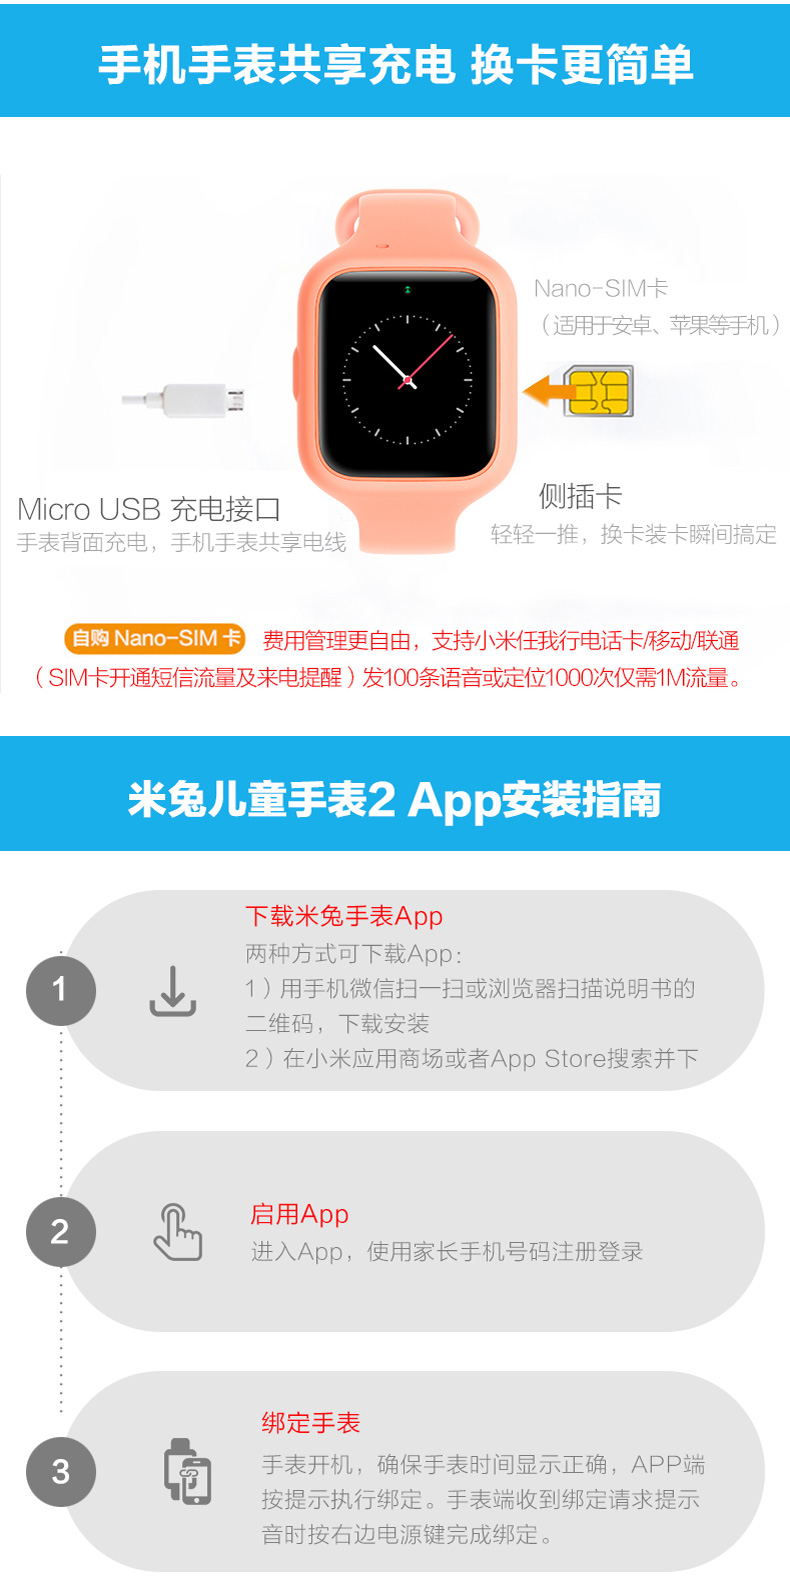 手机手表共享充电 换卡更简单
Nano-SIM卡
（适用于安卓、苹果等手机）
Micro USB 充电接口
手表背面充电，手机手表共享电线
侧插卡
轻轻一推，换卡装卡瞬间搞定
自购 Nano-SIM 卡 费用管理更自由，支持小米任我行电话卡/移动/联通
（SIM卡开通短信流量及来电提醒）发100条语音或定位1000次仅需1M流量。
米兔儿童手表2 App安装指南
1
下载米兔手表App
两种方式可下载App：
1）用手机微信扫一扫或浏览器扫描说明书的
二维码，下载安装
2）在小米应用商场或者App Store搜索并下
2
启用App
进入App，使用家长手机号码注册登录
3
绑定手表
手表开机，确保手表时间显示正确，APP端
按提示执行绑定。手表端收到绑定请求提示
音时按右边电源键完成绑定。